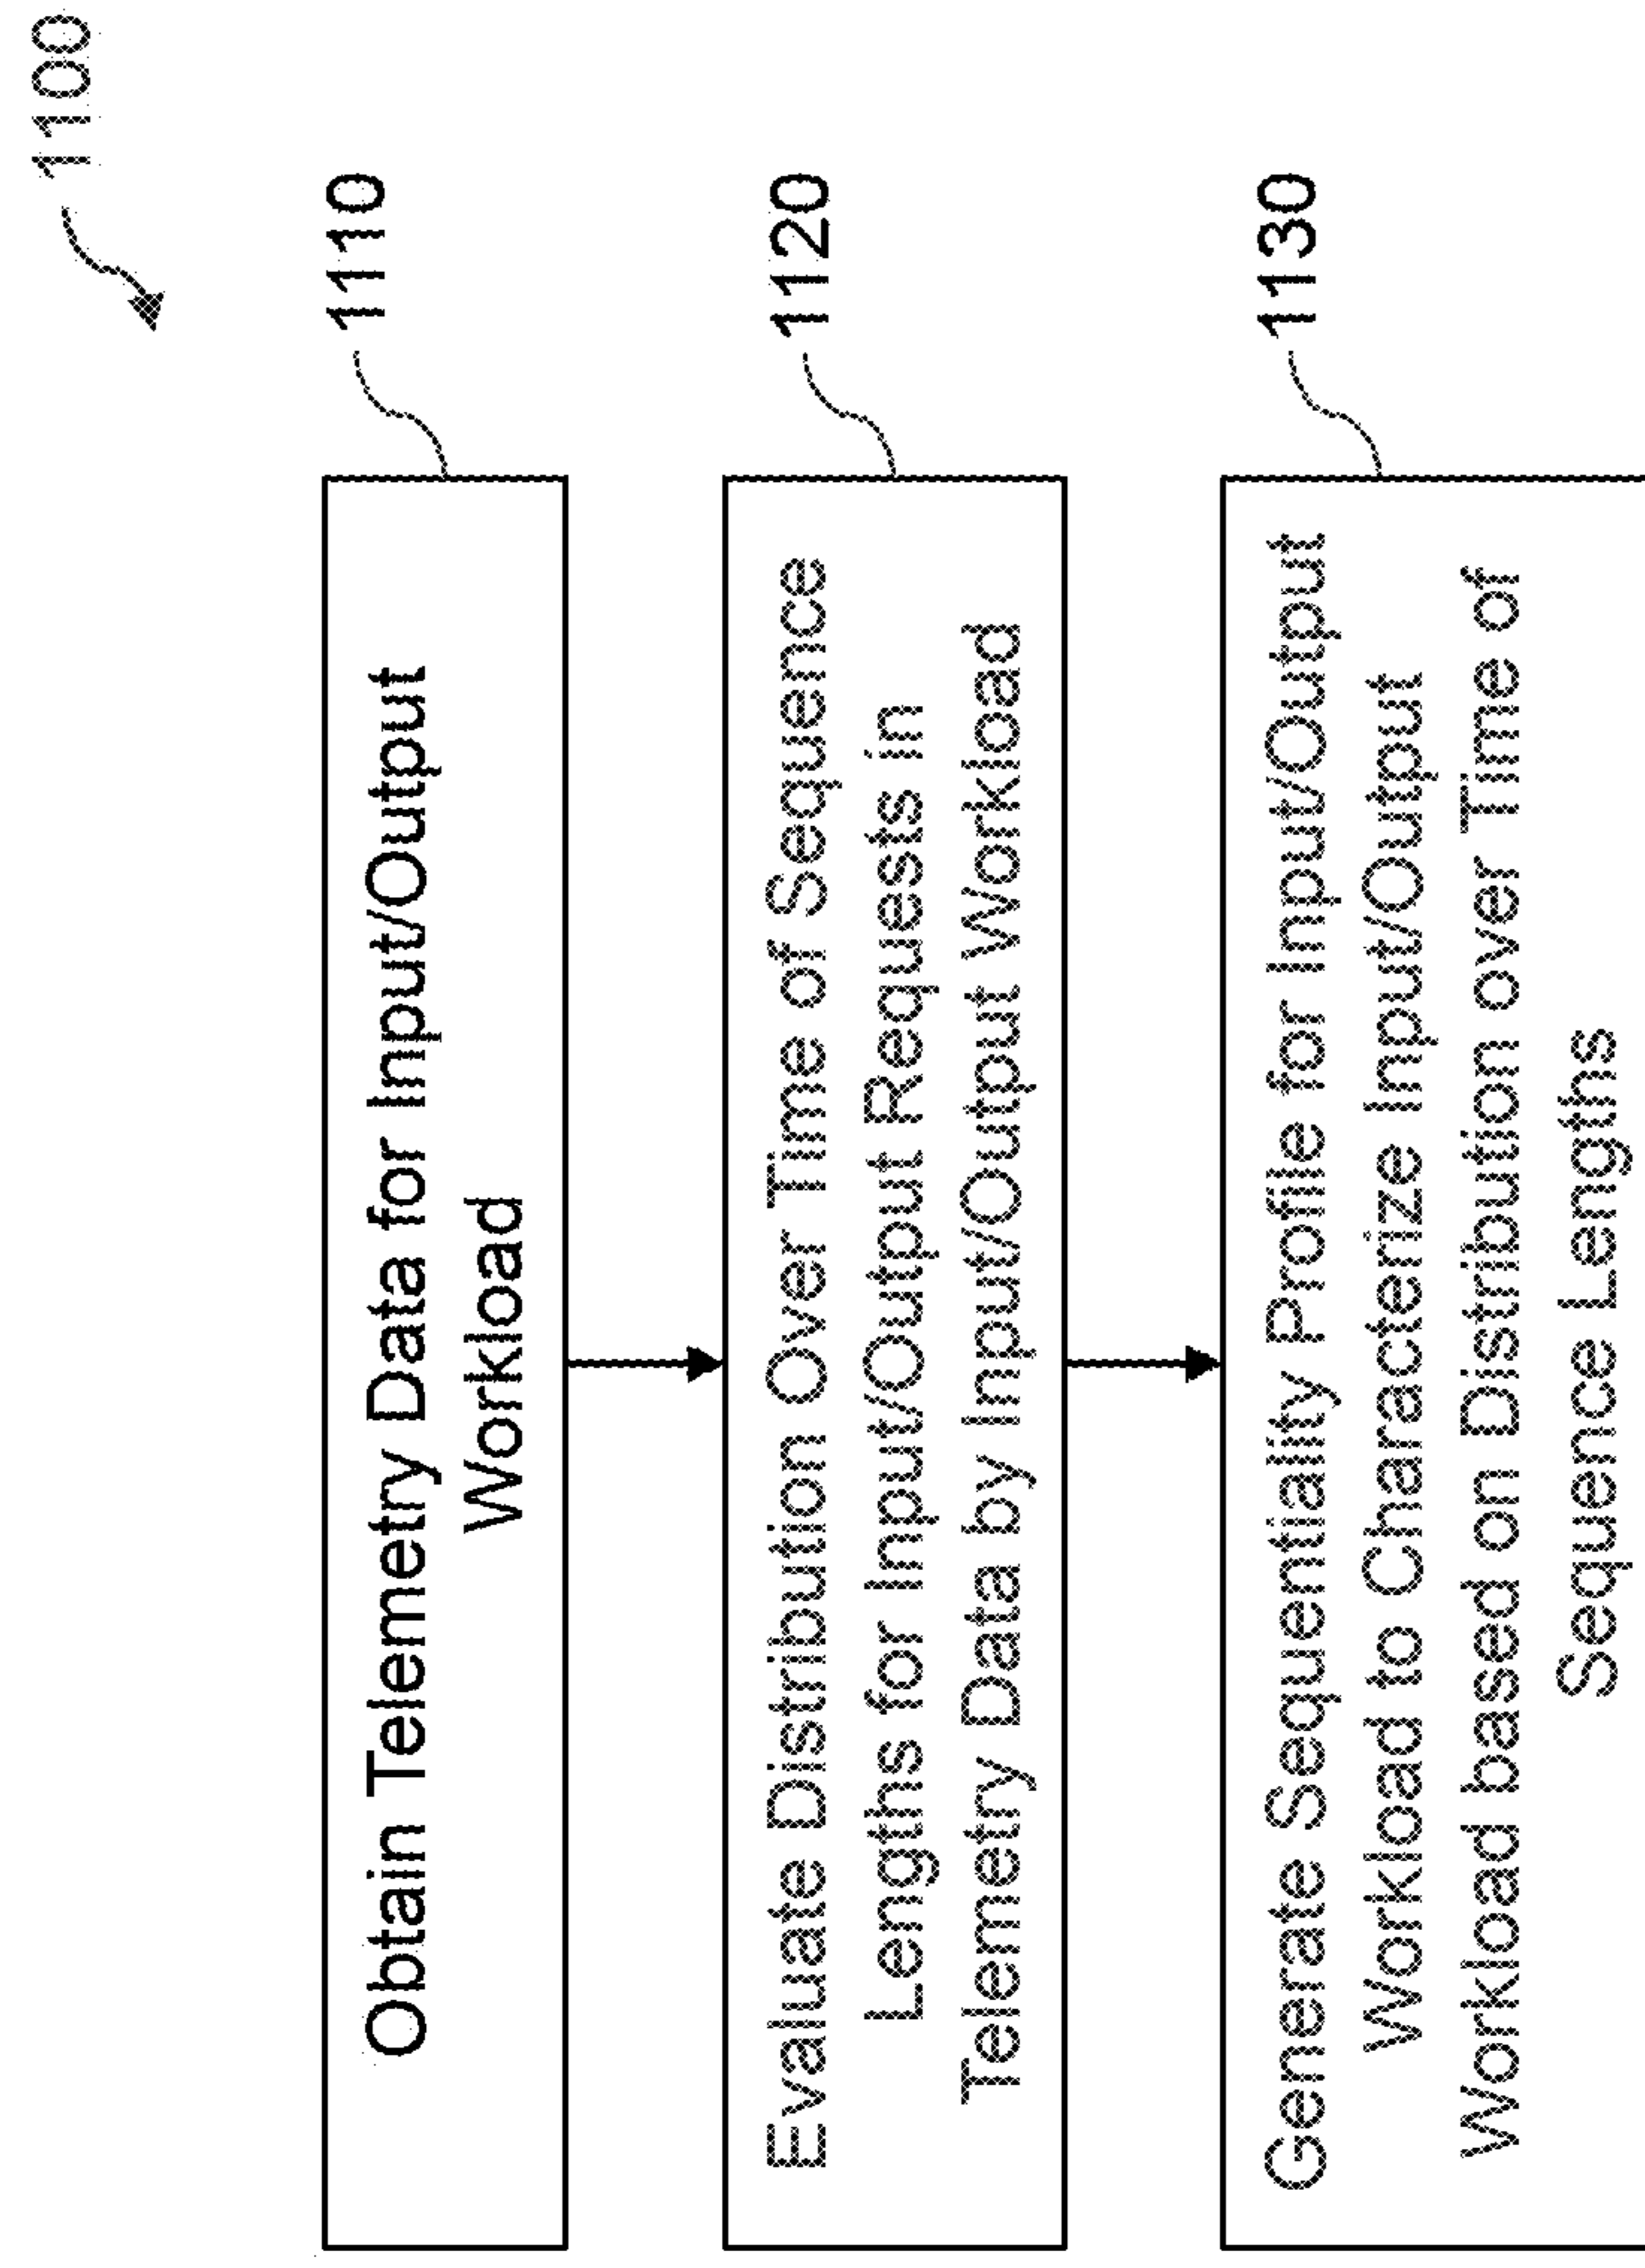 1100
Obtain Telemetry Data for Input/Output
Workload
1110
Evaluate Distribution Over Time of Sequence
Lengths for Input/Output Requests in
Telemetry Data by Input/Output Workload
1120
Generate Sequentiality Profile for Input/Output
Workload to Characterize Input/Output
Workload based on Distribution over Time of
Sequence Lengths
1130